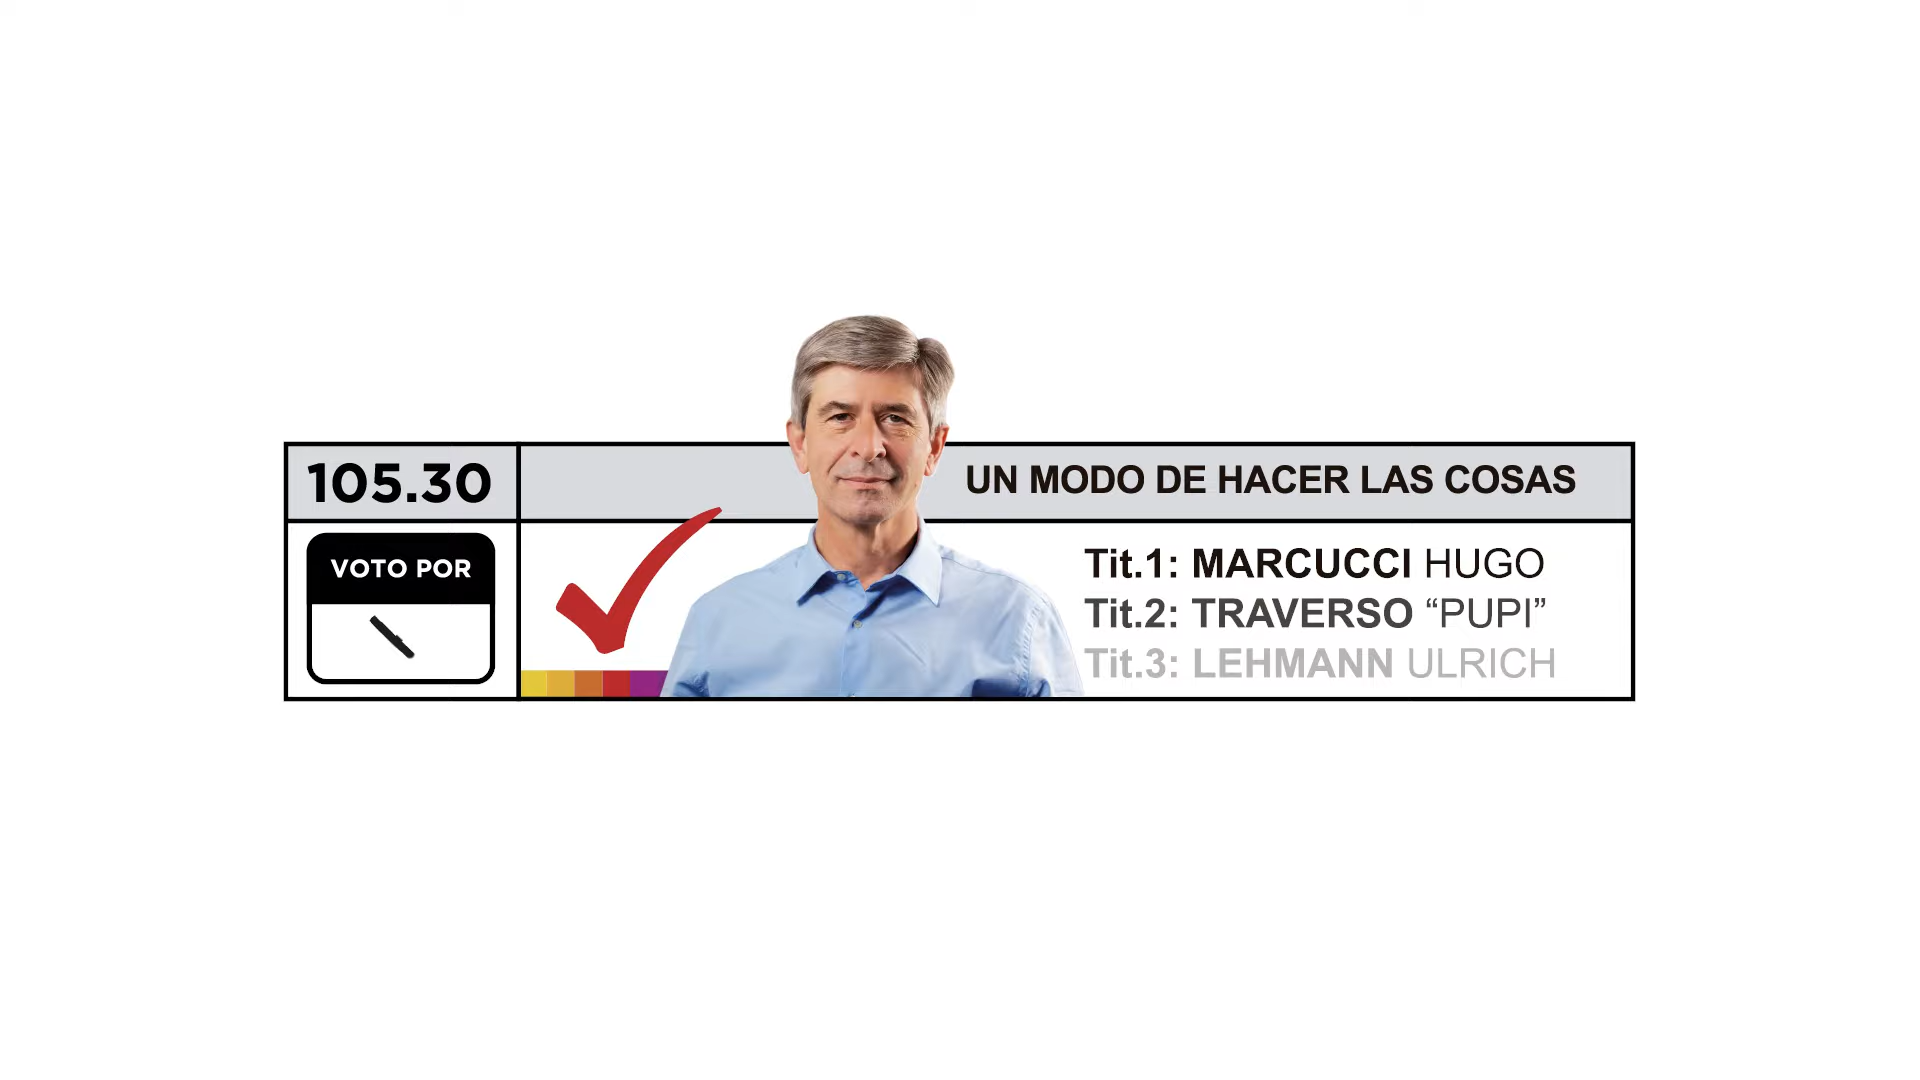 105.30
UN MODO DE HACER LAS COSAS
VOTO POR
Tit.1: MARCUCCI HUGO
Tit.2: TRAVERSO “PUPI”
Tit.3: LEHMANN ULRICH